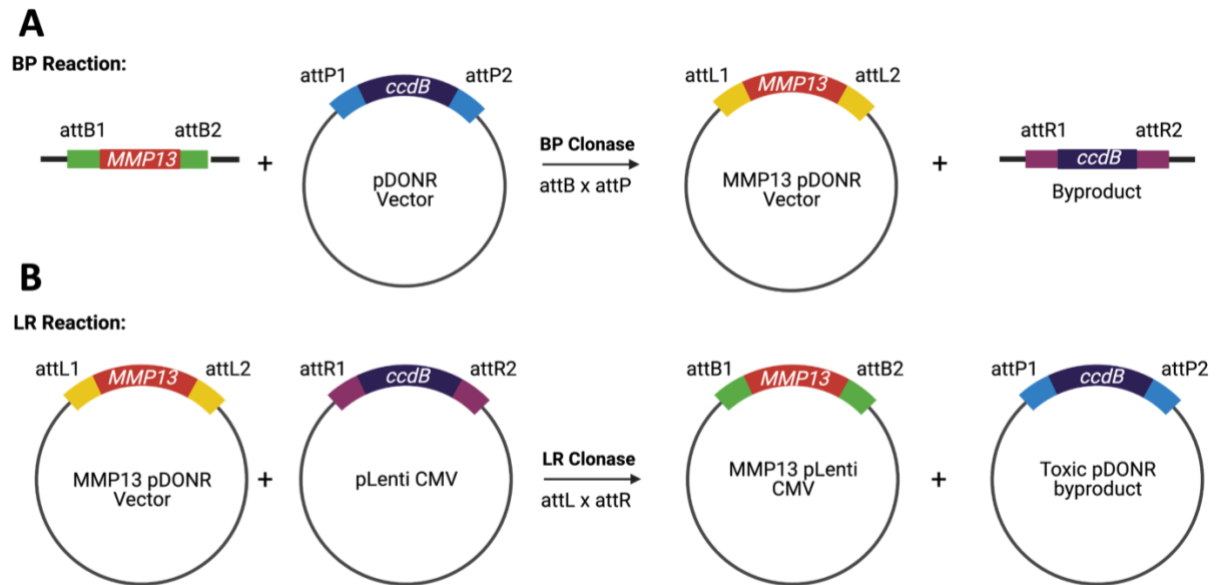 A
BP Reaction:
attB1 attB2
MMP13
+
attP1 attP2
ccdB
pDONR
Vector
BP Clonase
attB x attP
attL1 attL2
MMP13
MMP13 pDONR
Vector
+
attR1 attR2
ccdB
Byproduct
B
LR Reaction:
attL1 attL2
MMP13
MMP13 pDONR
Vector
+
attR1 attR2
ccdB
pLenti CMV
LR Clonase
attL x attR
attB1 attB2
MMP13
MMP13 pLenti
CMV
+
attP1 attP2
ccdB
Toxic pDONR
byproduct